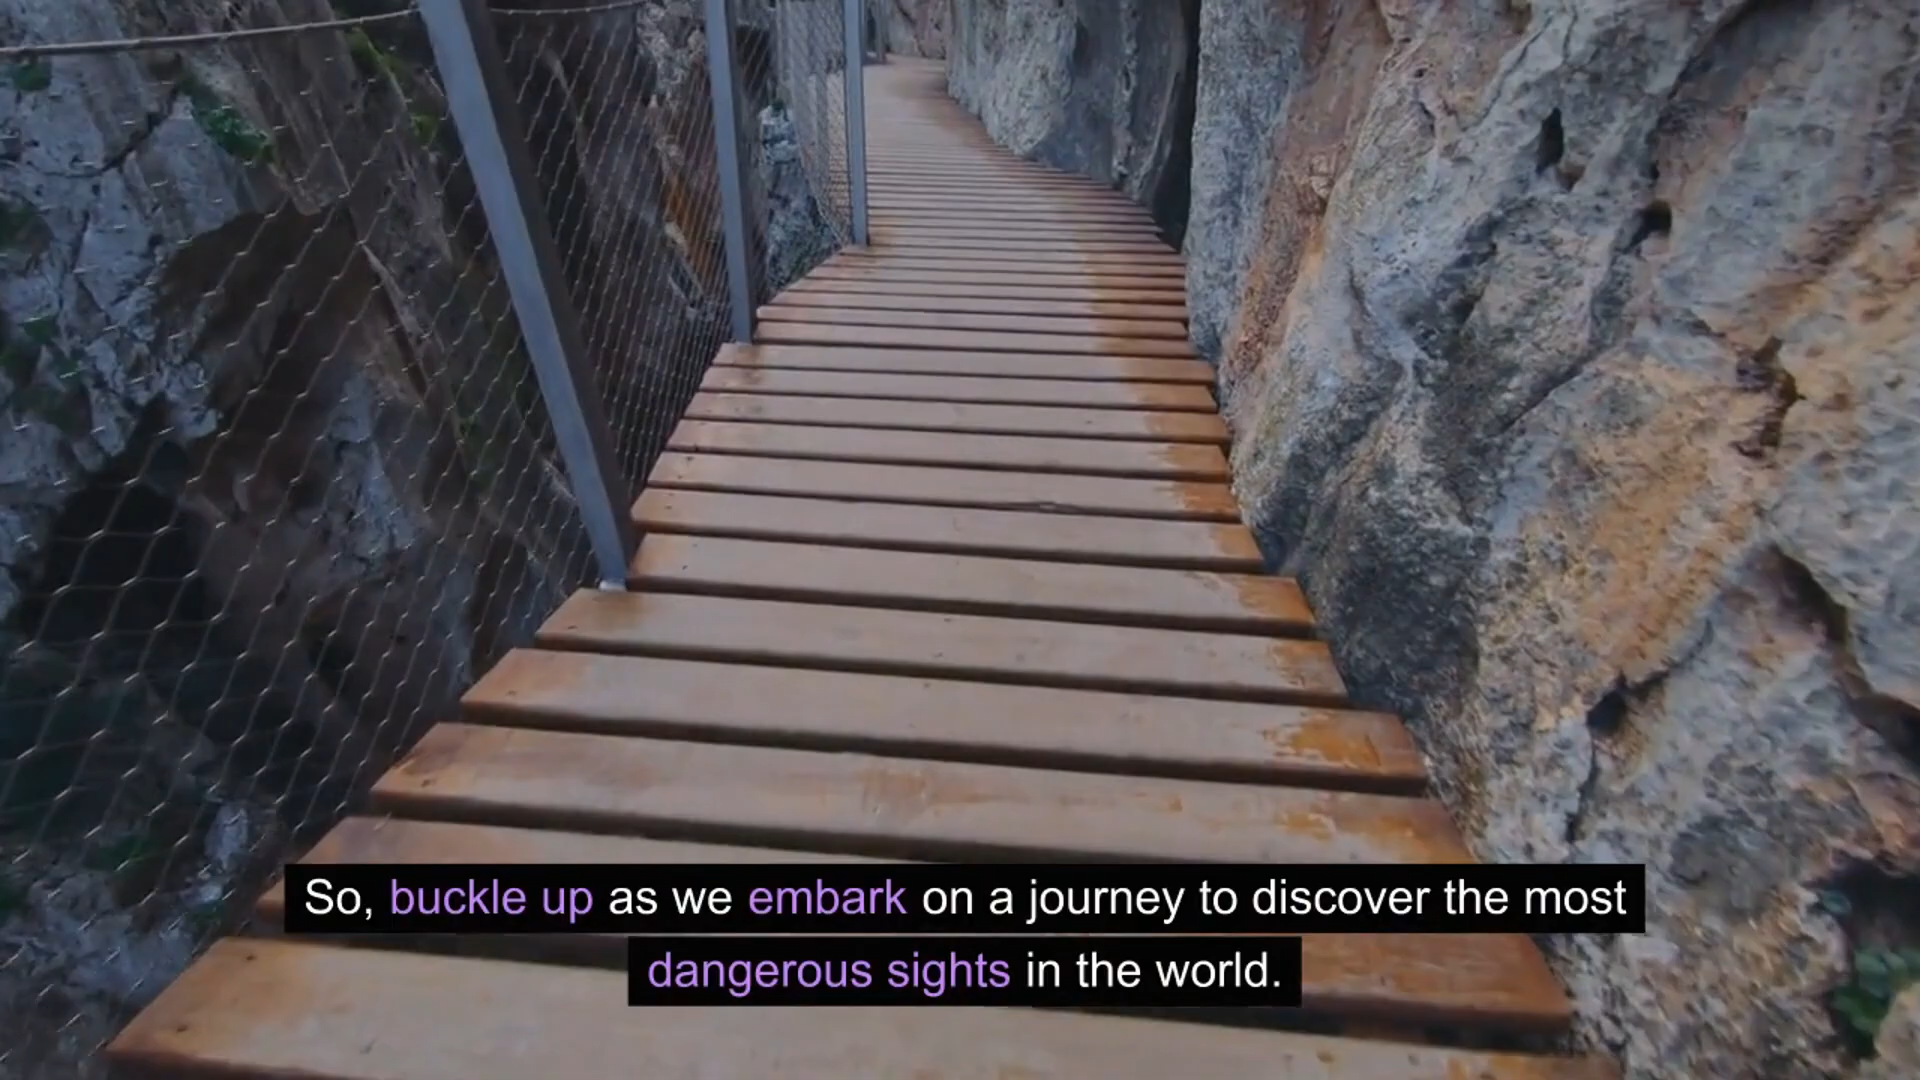 So, buckle up as we embark on a journey to discover the most
dangerous sights in the world.